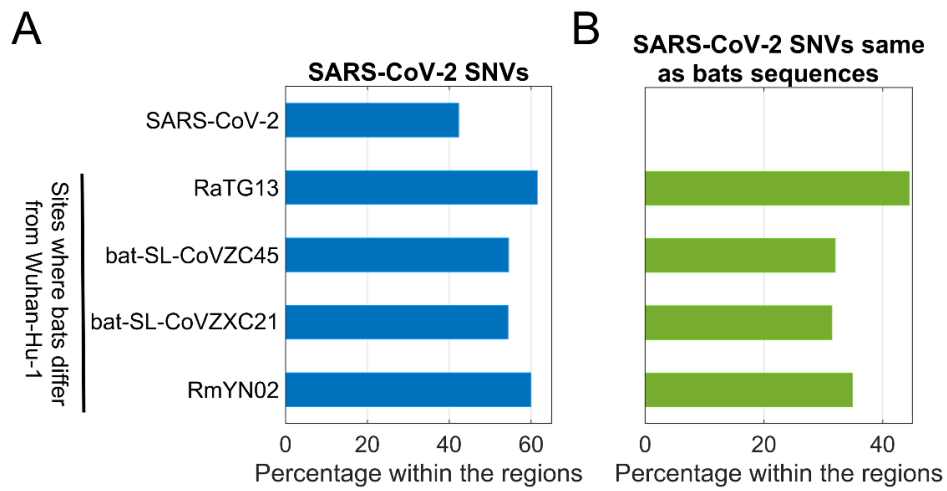 A
SARS-CoV-2 SNVs
SARS-CoV-2
RaTG13
bat-SL-CoVZC45
bat-SL-CoVZXC21
RmYN02
Sites where bats differ
from Wuhan-Hu-1
0 20 40 60
Percentage within the regions
B
SARS-CoV-2 SNVs same
as bats sequences
0 20 40
Percentage within the regions